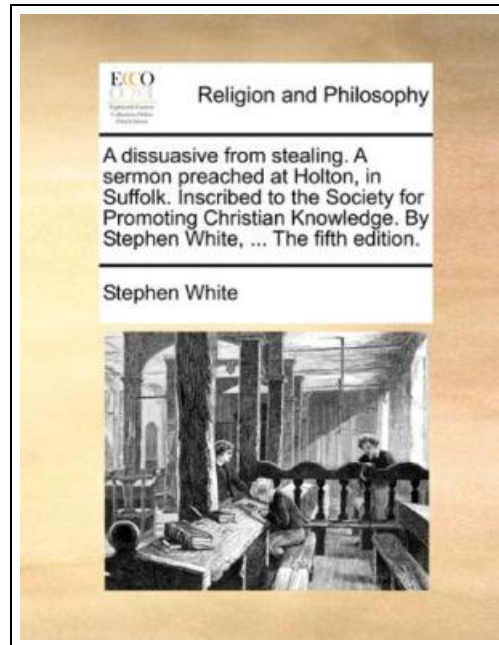 ECCO
Religion and Philosophy
A dissuasive from stealing. A
sermon preached at Holton, in
Suffolk. Inscribed to the Society for
Promoting Christian Knowledge. By
Stephen White, ... The fifth edition.
Stephen White